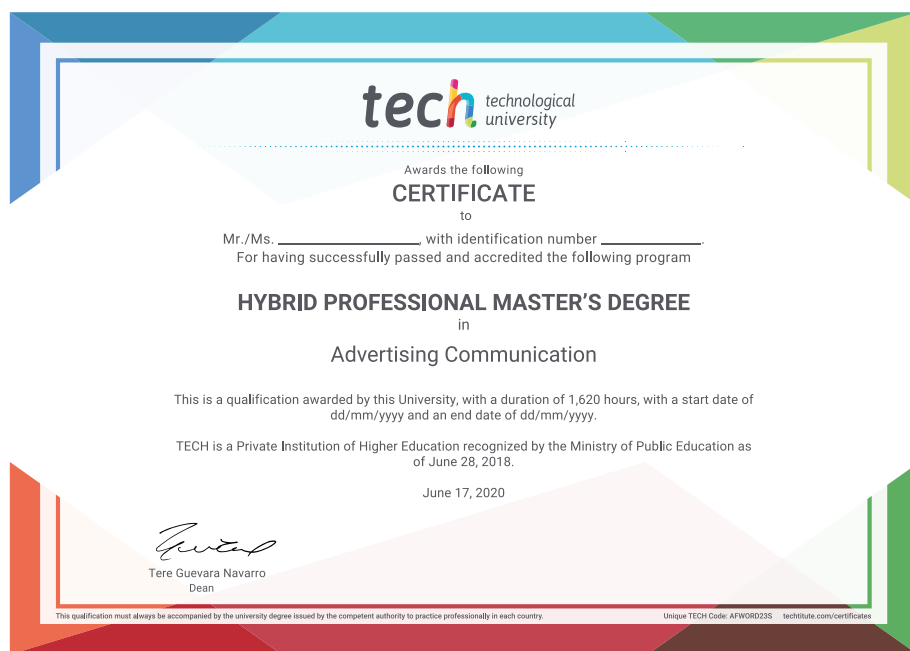 tech technological
university
Awards the following
CERTIFICATE
to
Mr./Ms. ____________________, with identification number ______________.
For having successfully passed and accredited the following program
HYBRID PROFESSIONAL MASTER'S DEGREE
in
Advertising Communication
This is a qualification awarded by this University, with a duration of 1,620 hours, with a start date of
dd/mm/yyyy and an end date of dd/mm/yyyy.
TECH is a Private Institution of Higher Education recognized by the Ministry of Public Education as
of June 28, 2018.
June 17, 2020
Tere Guevara Navarro
Dean
This qualification must always be accompanied by the university degree issued by the competent authority to practice professionally in each country.
Unique TECH Code: AFWORD23S techtitute.com/certificates